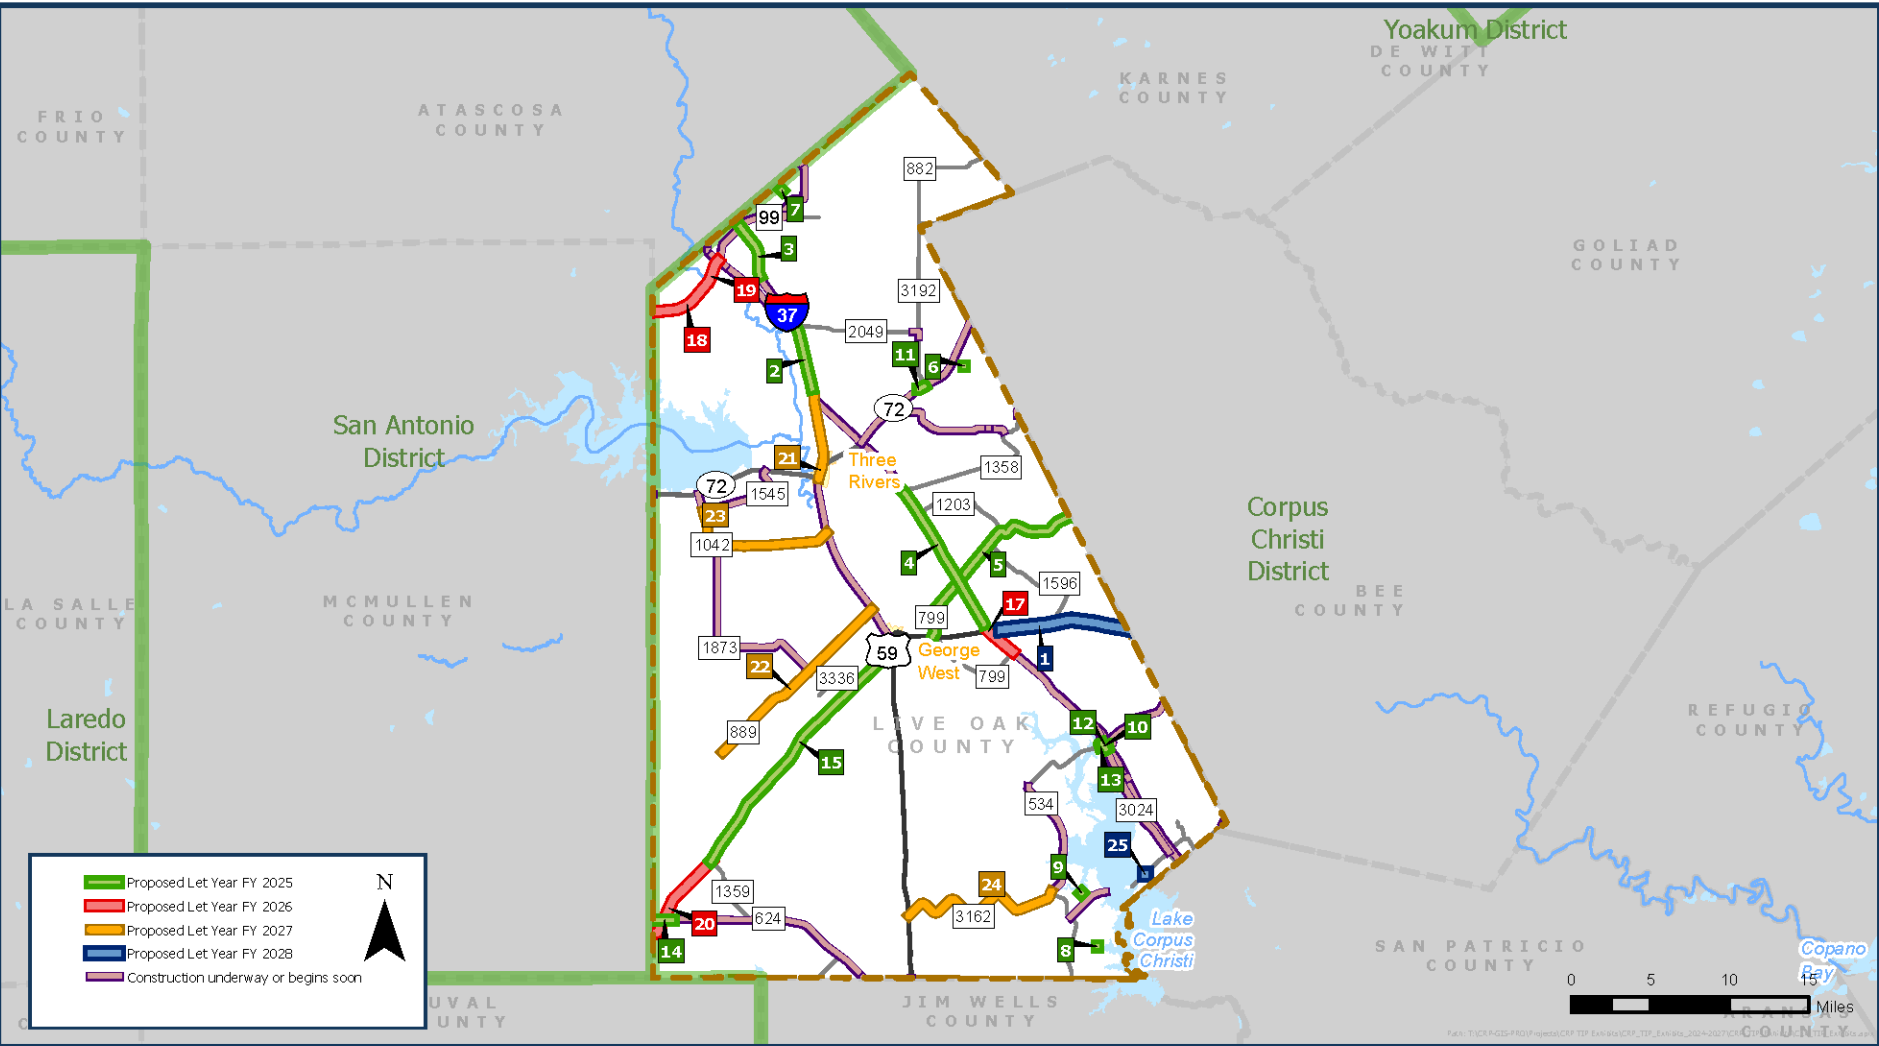 Yoakum District
DE WITT
COUNTY
KARNES
COUNTY
ATASCOSA
COUNTY
FRIO
COUNTY
882
7
99
3
GOLIAD
COUNTY
19
3192
37
18
2049
11
6
2
72
San Antonio
District
21
Three
Rivers
1358
72
1545
1203
23
Corpus
Christi
District
1042
4
5
1596
BEE
COUNTY
LA SALLE
COUNTY
MCMULLEN
COUNTY
17
799
1873
59
George
West
1
22
3336
799
Laredo
District
889
LIVE OAK
COUNTY
12
10
REFUGIO
COUNTY
15
13
534
3024
25
9
24
1359
3162
624
20
14
8
Lake
Corpus
Christi
SAN PATRICIO
COUNTY
Copano
Bay
Proposed Let Year FY 2025
Proposed Let Year FY 2026
Proposed Let Year FY 2027
Proposed Let Year FY 2028
Construction underway or begins soon
N
UVAL
UNTY
JIM WELLS
COUNTY
0
5
10
15
Miles
ARANSAS
COUNTY